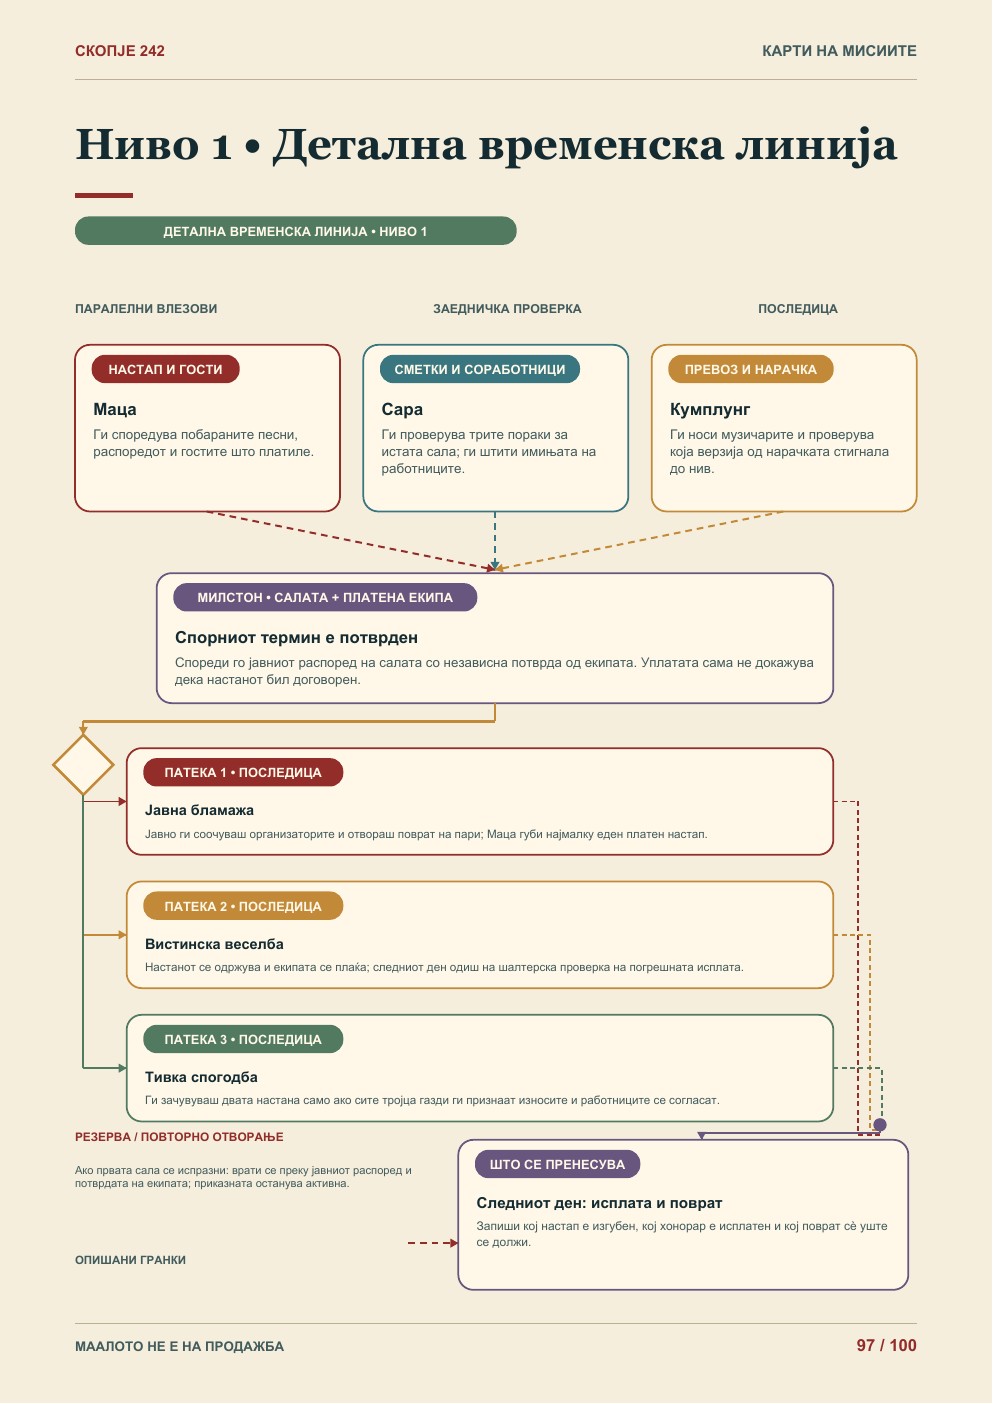 СКОПЈЕ 242
КАРТИ НА МИСИИТЕ
Ниво 1 • Детална временска линија
ДЕТАЛНА ВРЕМЕНСКА ЛИНИЈА • НИВО 1
ПАРАЛЕЛНИ ВЛЕЗОВИ
ЗАЕДНИЧКА ПРОВЕРКА
ПОСЛЕДИЦА
НАСТАП И ГОСТИ
Маца
Ги споредува побараните песни,
распоредот и гостите што платиле.
СМЕТКИ И СОРАБОТНИЦИ
Сара
Ги проверува трите пораки за
истата сала; ги штити имињата на
работниците.
ПРЕВОЗ И НАРАЧКА
Кумплунг
Ги носи музичарите и проверува
која верзија од нарачката стигнала
до нив.
МИЛСТОН • САЛАТА + ПЛАТЕНА ЕКИПА
Спорниот термин е потврден
Спореди го јавниот распоред на салата со независна потврда од екипата. Уплатата сама не докажува
дека настанот бил договорен.
ПАТЕКА 1 • ПОСЛЕДИЦА
Јавна бламажа
Јавно ги соочуваш организаторите и отвораш поврат на пари; Маца губи најмалку еден платен настап.
ПАТЕКА 2 • ПОСЛЕДИЦА
Вистинска веселба
Настанот се одржува и екипата се плаќа; следниот ден одиш на шалтерска проверка на погрешната исплата.
ПАТЕКА 3 • ПОСЛЕДИЦА
Тивка спогодба
Ги зачувуваш двата настана само ако сите тројца газди ги признаат износите и работниците се согласат.
РЕЗЕРВА / ПОВТОРНО ОТВОРАЊЕ
Ако првата сала се испразни: врати се преку јавниот распоред и
потврдата на екипата; приказната останува активна.
ОПИШАНИ ГРАНКИ
ШТО СЕ ПРЕНЕСУВА
Следниот ден: исплата и поврат
Запиши кој настап е изгубен, кој хонорар е исплатен и кој поврат сѐ уште
се должи.
МААЛОТО НЕ Е НА ПРОДАЖБА
97 / 100